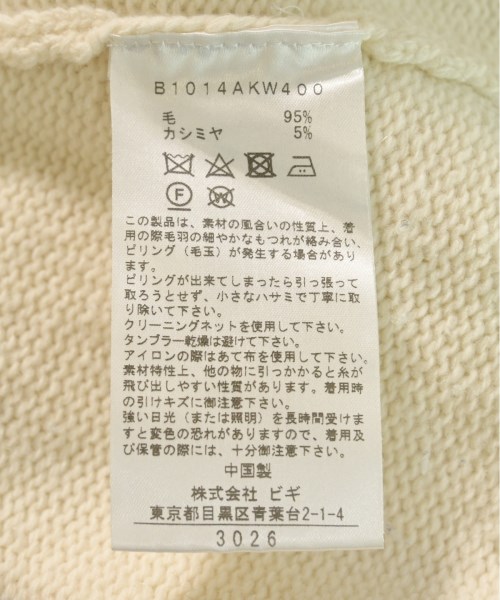 B1014AKW400
毛 95%
カシミヤ 5%
F W
この製品は、素材の風合いの性質上、着
用の際毛羽の細やかなもつれが絡み合い、
ピリング（毛玉）が発生する場合があり
ます。
ピリングが出来てしまったら引っ張って
取ろうとせず、小さなハサミで丁寧に取
り除いて下さい。
クリーニングネットを使用して下さい。
タンブラー乾燥は避けて下さい。
アイロンの際はあて布を使用して下さい。
素材特性上、他の物に引っかかると糸が
飛び出しやすい性質があります。着用時
の引けキズに御注意下さい。
強い日光（または照明）を長時間受けま
すと変色の恐れがありますので、着用及
び保管の際には、十分御注意下さい。
中国製
株式会社 ビギ
東京都目黒区青葉台2-1-4
3026